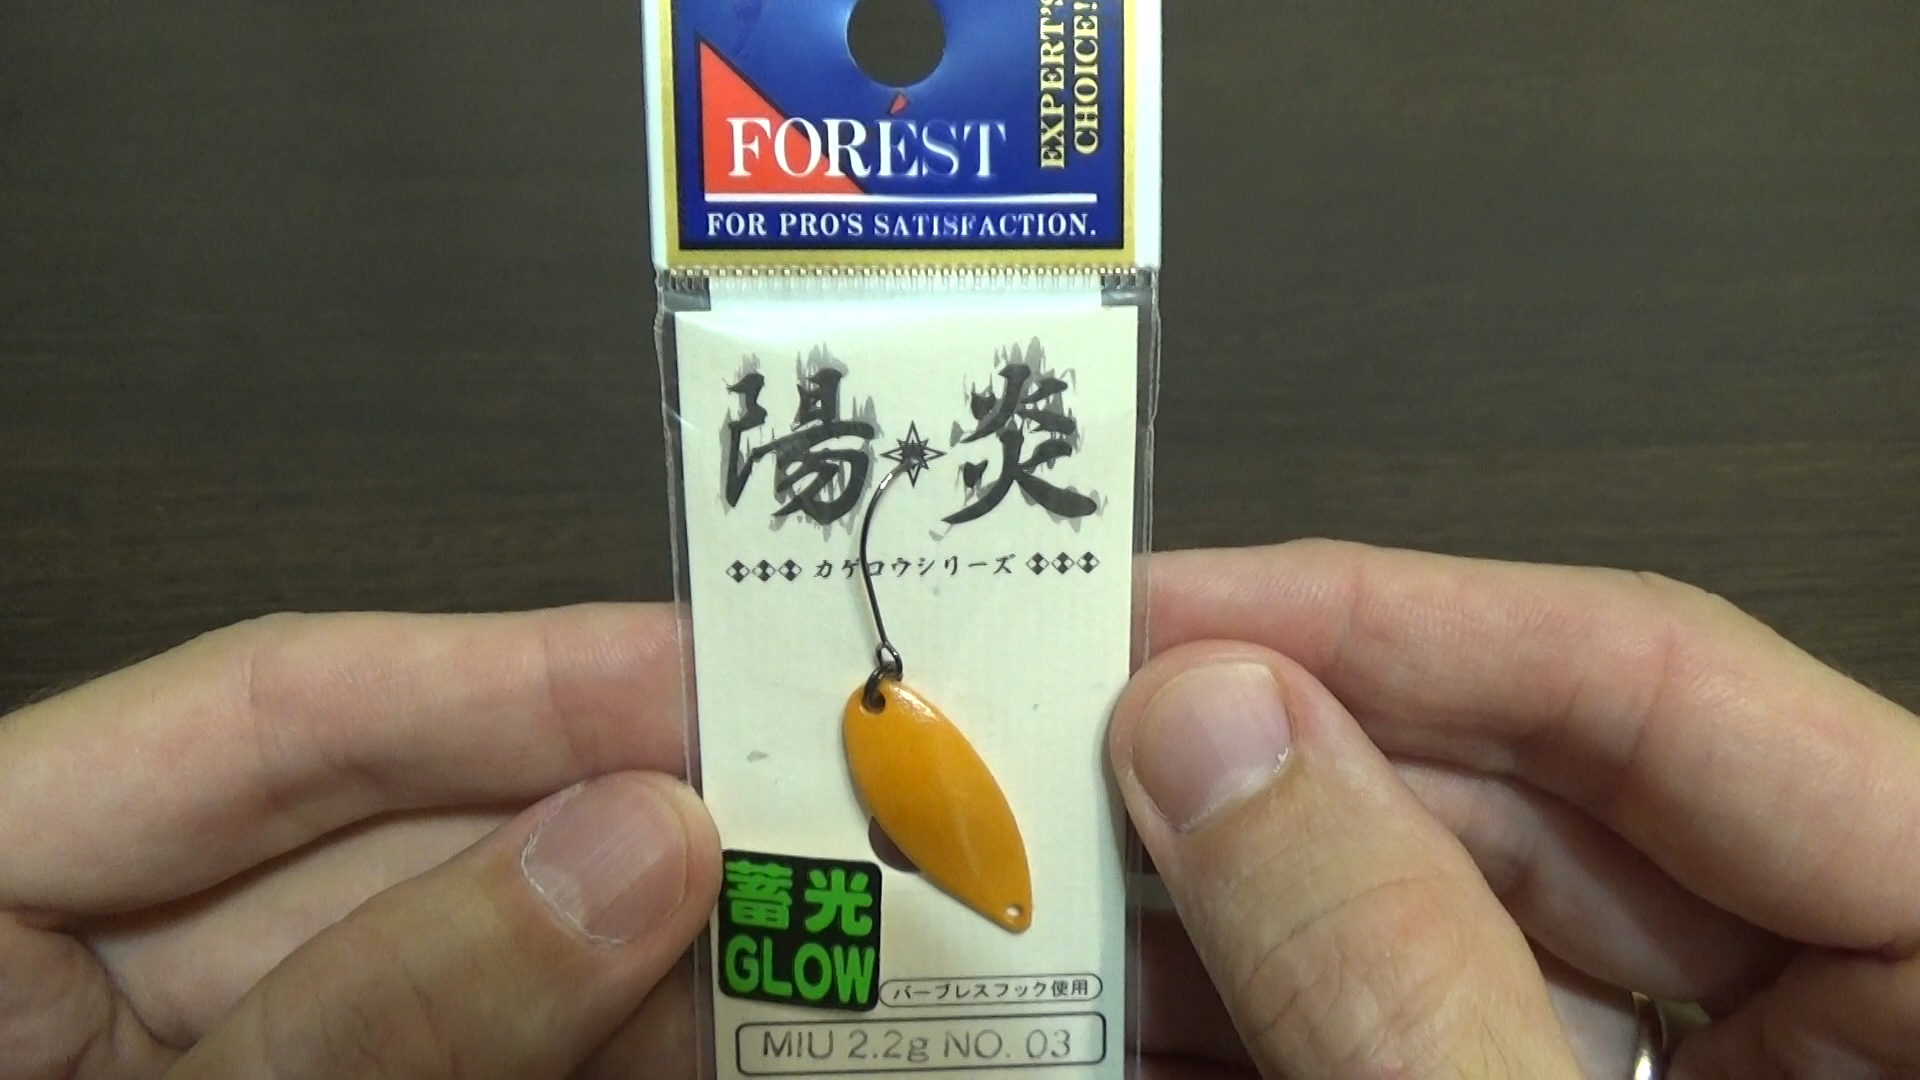 EXPERT'S
CHOICE!
FORÉST
FOR PRO'S SATISFACTION.
陽炎
カゲロウシリーズ
蓄光
GLOW
バーブレスフック使用
MIU 2.2g NO. 03